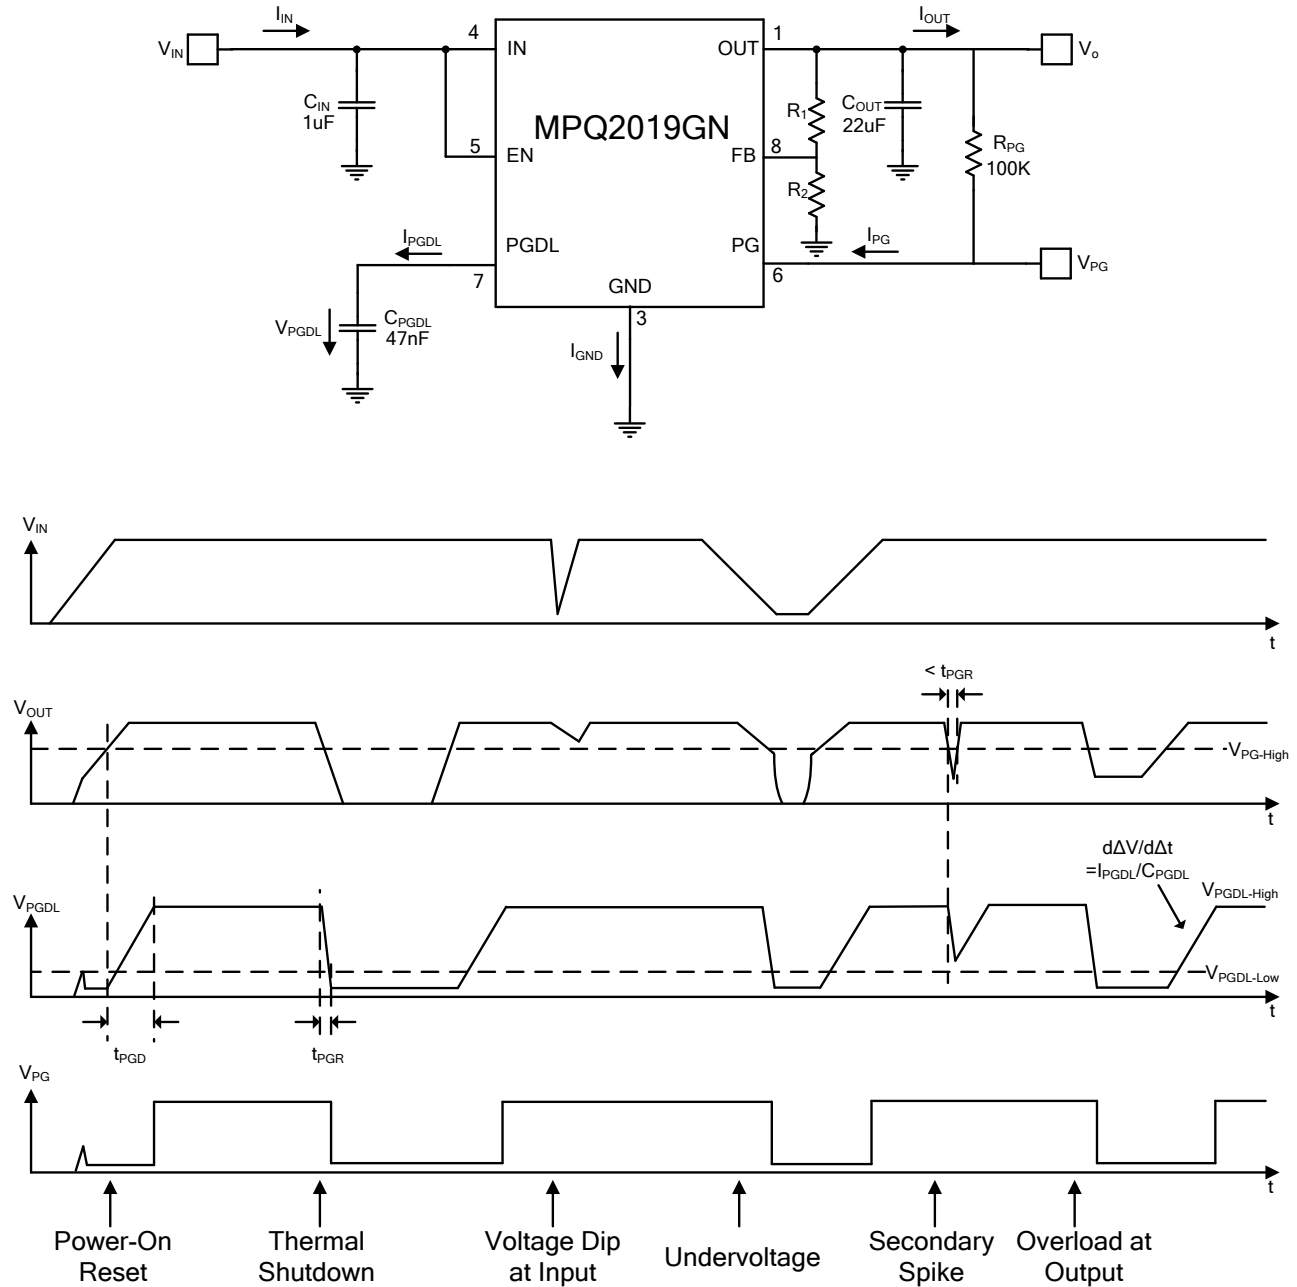 I_IN
I_OUT
V_IN
4
IN
OUT
1
V_o
C_IN
1uF
R_1
C_OUT
22uF
MPQ2019GN
R_PG
100K
5
EN
FB
8
R_2
I_PGDL
PGDL
PG
I_PG
7
6
V_PG
GND
3
V_PGDL
C_PGDL
47nF
I_GND
V_IN
t
< t_PGR
V_OUT
V_PG-High
t
dΔV/dΔt
=I_PGDL/C_PGDL
V_PGDL
V_PGDL-High
V_PGDL-Low
t
t_PGD
t_PGR
V_PG
t
Power-On
Reset
Thermal
Shutdown
Voltage Dip
at Input
Undervoltage
Secondary
Spike
Overload at
Output